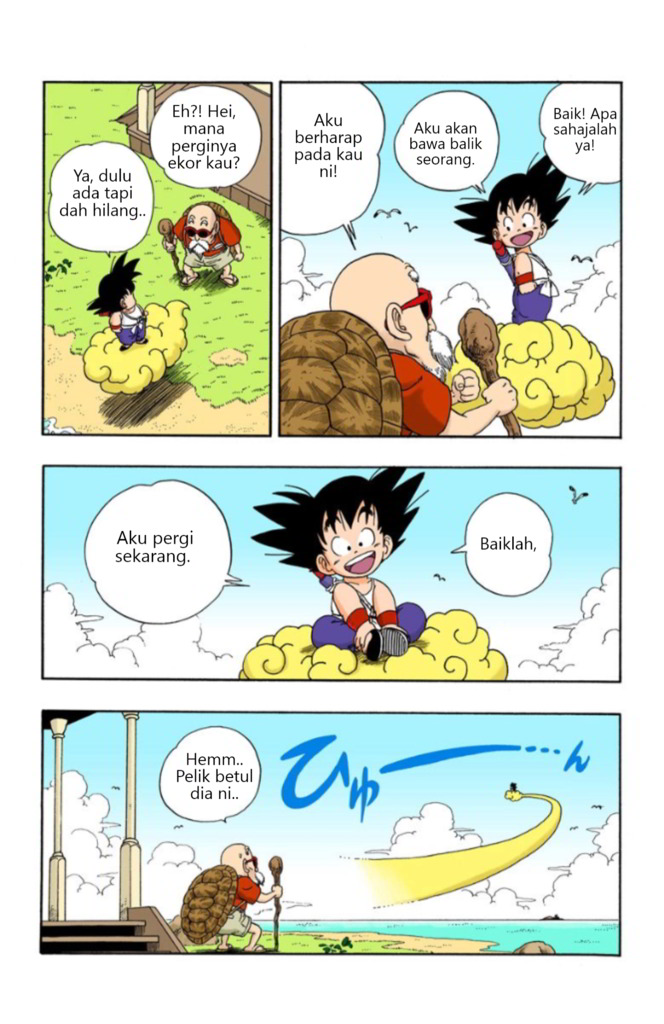 Baik! Apa
sahajalah
ya!
Aku akan
bawa balik
seorang.
Aku
berharap
pada kau
ni!
Eh?! Hei,
mana
perginya
ekor kau?
Ya, dulu
ada tapi
dah hilang..
Baiklah,
Aku pergi
sekarang.
ひゅー…ん
Hemm..
Pelik betul
dia ni..